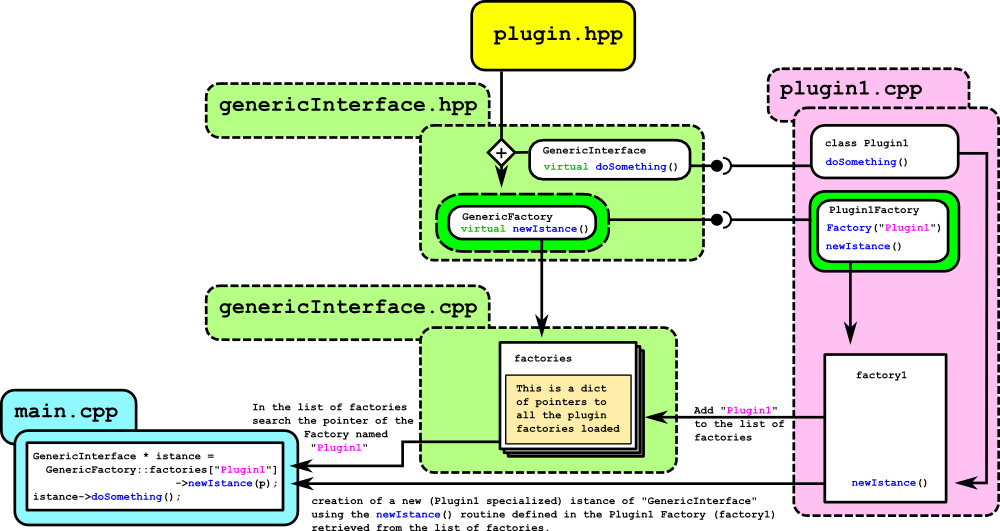 plugin.hpp
genericInterface.hpp
GenericInterface
virtual doSomething()
GenericFactory
virtual newIstance()
plugin1.cpp
class Plugin1
doSomething()
Plugin1Factory
Factory("Plugin1")
newIstance()
genericInterface.cpp
factories
This is a dict
of pointers to
all the plugin
factories loaded
factory1
newIstance()
Add "Plugin1"
to the list of
factories
In the list of factories
search the pointer of the
Factory named
"Plugin1"
main.cpp
GenericInterface * istance =
GenericFactory::factories["Plugin1"]
->newIstance(p);
istance->doSomething();
creation of a new (Plugin1 specialized) istance of "GenericInterface"
using the newIstance() routine defined in the Plugin1 Factory (factory1)
retrieved from the list of factories.